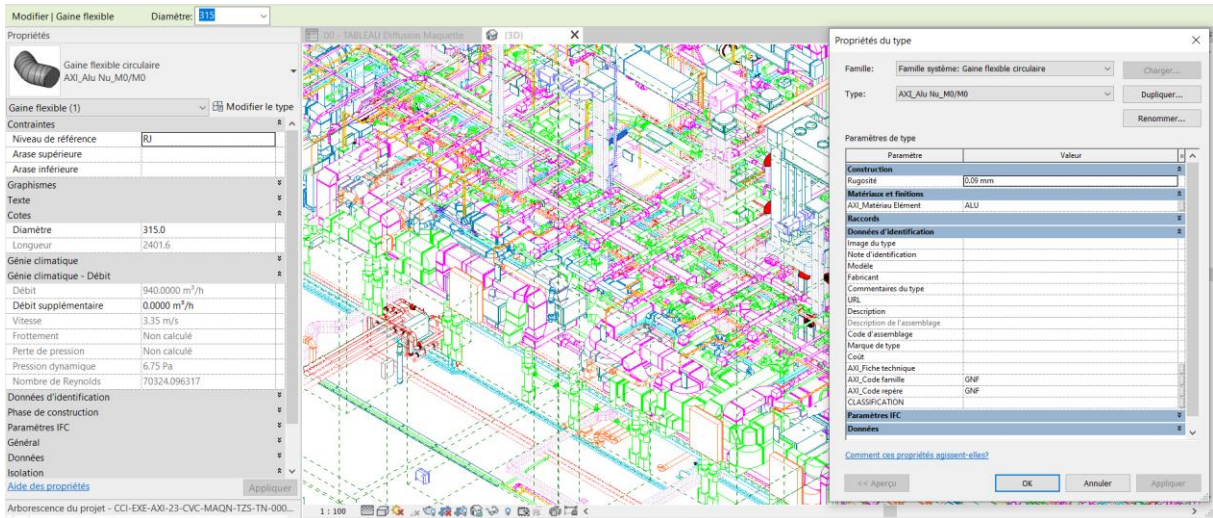 Modifier | Gaine flexible Diamètre: 315
Propriétés
Gaine flexible circulaire
AXI_Alu Nu_M0/M0
Gaine flexible (1) Modifier le type
Contraintes
Niveau de référence RJ
Arase supérieure
Arase inférieure
Graphismes
Texte
Cotes
Diamètre 315.0
Longueur 2401.6
Génie climatique
Génie climatique - Débit
Débit 940.0000 m³/h
Débit supplémentaire 0.0000 m³/h
Vitesse 3.35 m/s
Frottement Non calculé
Perte de pression Non calculé
Pression dynamique 6.75 Pa
Nombre de Reynolds 70324.096317
Données d'identification
Phase de construction
Paramètres IFC
Général
Données
Isolation
Aide des propriétés Appliquer
Arborescence du projet - CCI-EXE-AXI-23-CVC-MAQN-TZS-TN-000...
00 - TABLEAU Diffusion Maquette (3D) X
1 : 100
Propriétés du type
Famille: Famille système: Gaine flexible circulaire Charger...
Type: AXI_Alu Nu_M0/M0 Dupliquer...
Renommer...
Paramètres de type
Paramètre Valeur =
Construction
Rugosité 0.09 mm
Matériaux et finitions
AXI_Matériau Elément ALU
Raccords
Données d'identification
Image du type
Note d'identification
Modèle
Fabricant
Commentaires du type
URL
Description
Description de l'assemblage
Code d'assemblage
Marque de type
Coût
AXI_Fiche technique
AXI_Code famille GNF
AXI_Code repère GNF
CLASSIFICATION
Paramètres IFC
Données
Comment ces propriétés agissent-elles?
<< Aperçu OK Annuler Appliquer